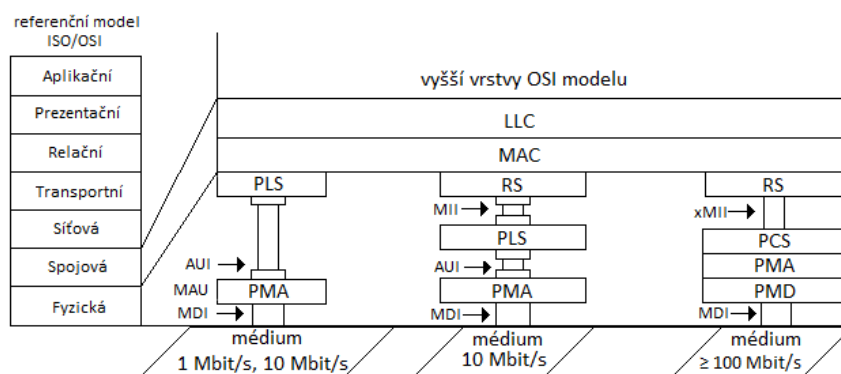 referenční model
ISO/OSI
Aplikační
Prezentační
Relační
Transportní
Síťová
Spojová
Fyzická
vyšší vrstvy OSI modelu
LLC
MAC
PLS
RS
RS
MII
xMII
PLS
PCS
AUI
AUI
PMA
MAU
PMA
PMA
PMD
MDI
MDI
MDI
médium
médium
médium
1 Mbit/s, 10 Mbit/s
10 Mbit/s
≥ 100 Mbit/s